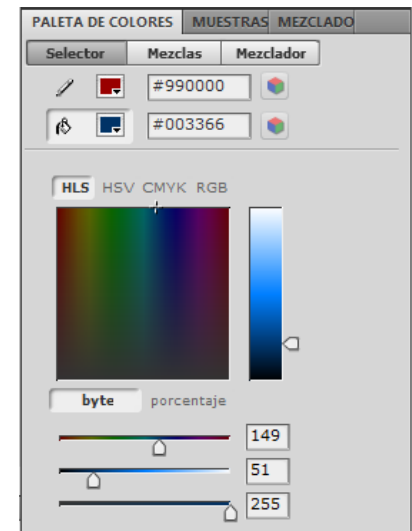 PALETA DE COLORES MUESTRAS MEZCLADO
Selector Mezclas Mezclador
#990000
#003366
HLS HSV CMYK RGB
byte porcentaje
149
51
255